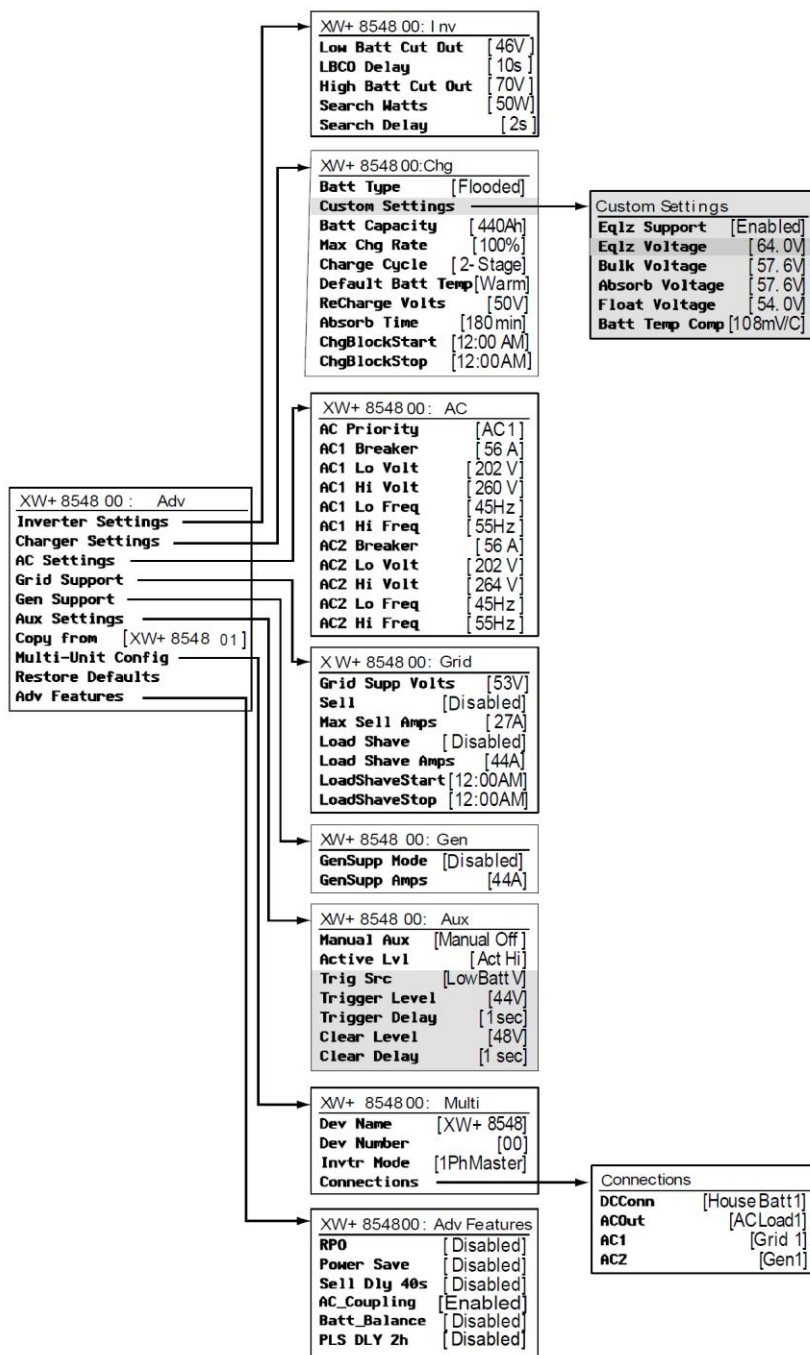 XW+ 8548 00: Inv
Low Batt Cut Out [46V]
LBCO Delay [10s]
High Batt Cut Out [70V]
Search Watts [50W]
Search Delay [2s]
XW+ 8548 00:Chg
Batt Type [Flooded]
Custom Settings
Batt Capacity [440Ah]
Max Chg Rate [100%]
Charge Cycle [2-Stage]
Default Batt Temp[Warm]
ReCharge Volts [50V]
Absorb Time [180min]
ChgBlockStart [12:00 AM]
ChgBlockStop [12:00AM]
Custom Settings
Eqlz Support [Enabled]
Eqlz Voltage [64.0V]
Bulk Voltage [57.6V]
Absorb Voltage [57.6V]
Float Voltage [54.0V]
Batt Temp Comp [108mV/C]
XW+ 8548 00: AC
AC Priority [AC1]
AC1 Breaker [56 A]
AC1 Lo Volt [202 V]
AC1 Hi Volt [260 V]
AC1 Lo Freq [45Hz]
AC1 Hi Freq [55Hz]
AC2 Breaker [56 A]
AC2 Lo Volt [202 V]
AC2 Hi Volt [264 V]
AC2 Lo Freq [45Hz]
AC2 Hi Freq [55Hz]
XW+ 8548 00: Adv
Inverter Settings
Charger Settings
AC Settings
Grid Support
Gen Support
Aux Settings
Copy from [XW+ 8548 01]
Multi-Unit Config
Restore Defaults
Adv Features
XW+ 8548 00: Grid
Grid Supp Volts [53V]
Sell [Disabled]
Max Sell Amps [27A]
Load Shave [Disabled]
Load Shave Amps [44A]
LoadShaveStart[12:00AM]
LoadShaveStop [12:00AM]
XW+ 8548 00: Gen
GenSupp Mode [Disabled]
GenSupp Amps [44A]
XW+ 8548 00: Aux
Manual Aux [Manual Off]
Active Lvl [Act Hi]
Trig Src [LowBattV]
Trigger Level [44V]
Trigger Delay [1sec]
Clear Level [48V]
Clear Delay [1 sec]
XW+ 8548 00: Multi
Dev Name [XW+ 8548]
Dev Number [00]
Invtr Mode [1PhMaster]
Connections
Connections
DCConn [House Batt1]
ACOut [ACLoad1]
AC1 [Grid 1]
AC2 [Gen1]
XW+ 854800: Adv Features
RPO [Disabled]
Power Save [Disabled]
Sell Dly 40s [Disabled]
AC_Coupling [Enabled]
Batt_Balance [Disabled]
PLS DLY 2h [Disabled]